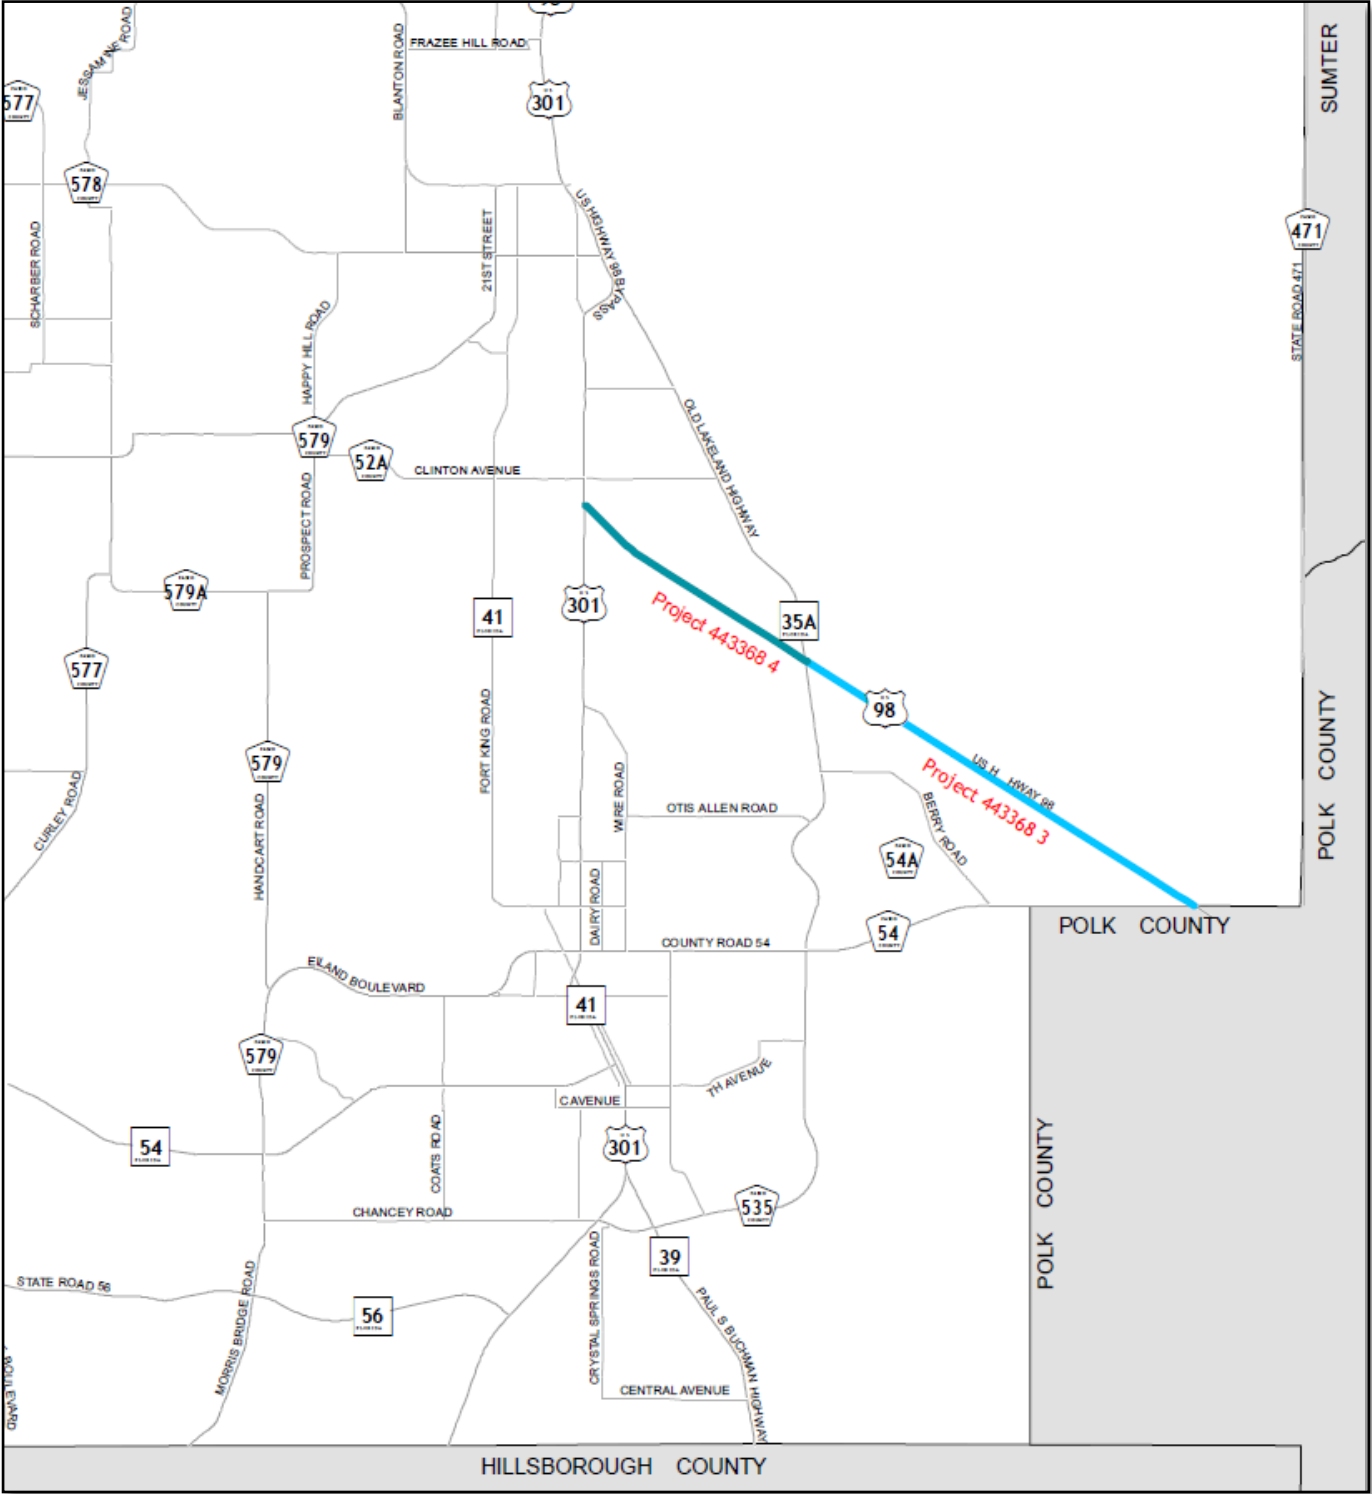 JESSAMINE ROAD
BLANTON ROAD
FRAZEE HILL ROAD
SUMTER
577
301
578
471
SCHARBER ROAD
21ST STREET
US HIGHWAY 98 BYPASS
STATE ROAD 471
HAPPY HILL ROAD
OLD LAKELAND HIGHWAY
579
52A
CLINTON AVENUE
PROSPECT ROAD
579A
301
41
35A
Project 443368 4
577
98
FORT KING ROAD
POLK COUNTY
579
US H HWAY 98
Project 443368 3
CURLEY ROAD
HANDCART ROAD
WIRE ROAD
OTIS ALLEN ROAD
BERRY ROAD
54A
DAIRY ROAD
54
POLK COUNTY
COUNTY ROAD 54
EILAND BOULEVARD
41
579
TH AVENUE
C AVENUE
54
301
COATS ROAD
POLK COUNTY
CHANCEY ROAD
535
39
STATE ROAD 56
56
MORRIS BRIDGE ROAD
CRYSTAL SPRINGS ROAD
PAUL S BUCHMAN HIGHWAY
BOULEVARD
CENTRAL AVENUE
HILLSBOROUGH COUNTY